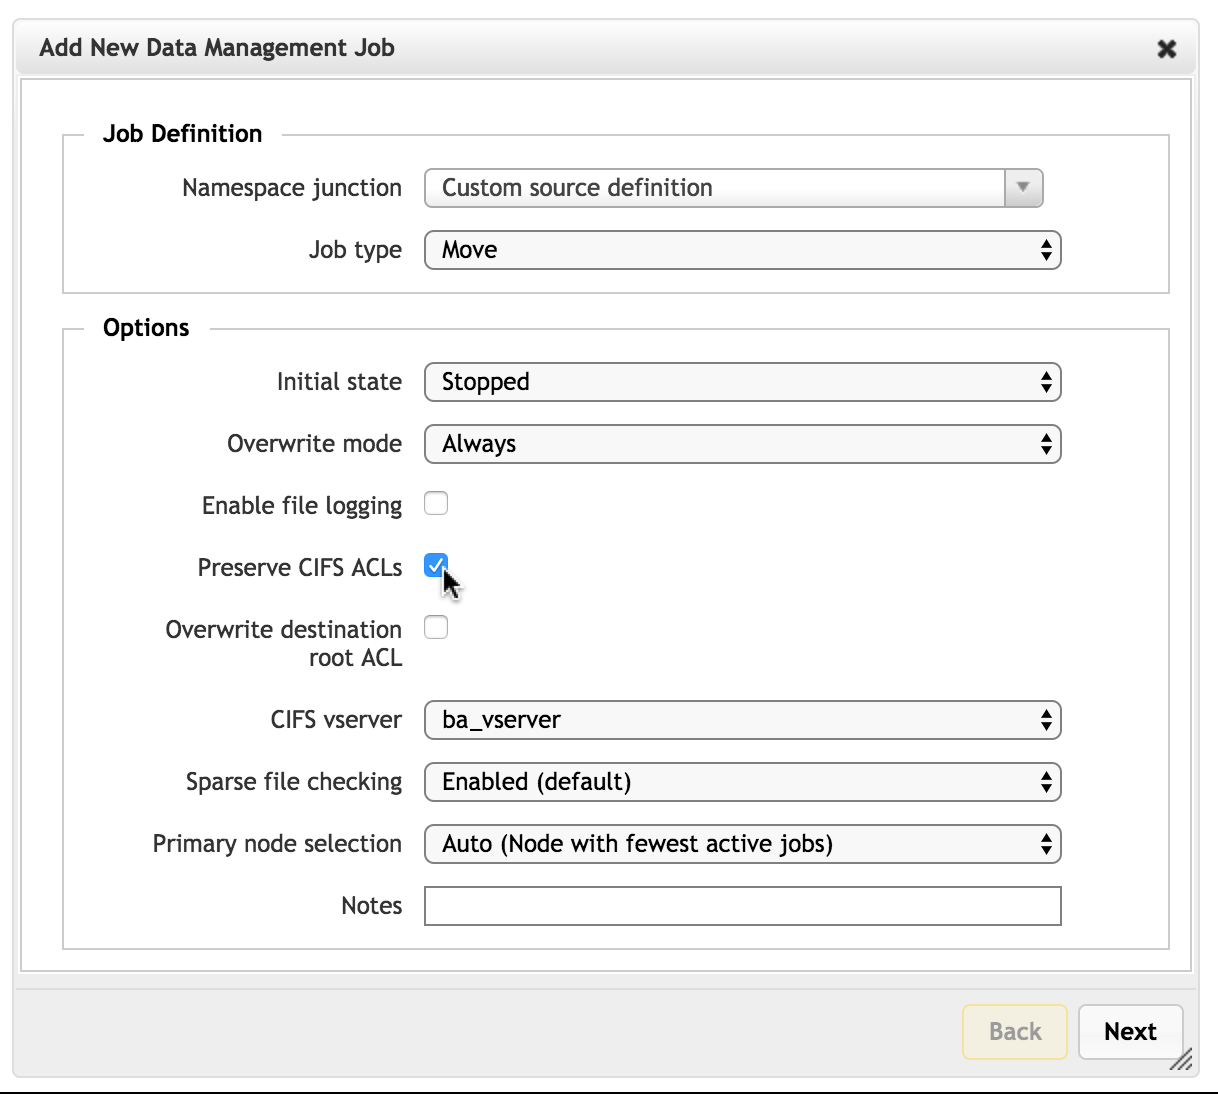 Add New Data Management Job
Job Definition
Namespace junction
Custom source definition
Job type
Move
Options
Initial state
Stopped
Overwrite mode
Always
Enable file logging
Preserve CIFS ACLs
Overwrite destination
root ACL
CIFS vserver
ba_vserver
Sparse file checking
Enabled (default)
Primary node selection
Auto (Node with fewest active jobs)
Notes
Back
Next